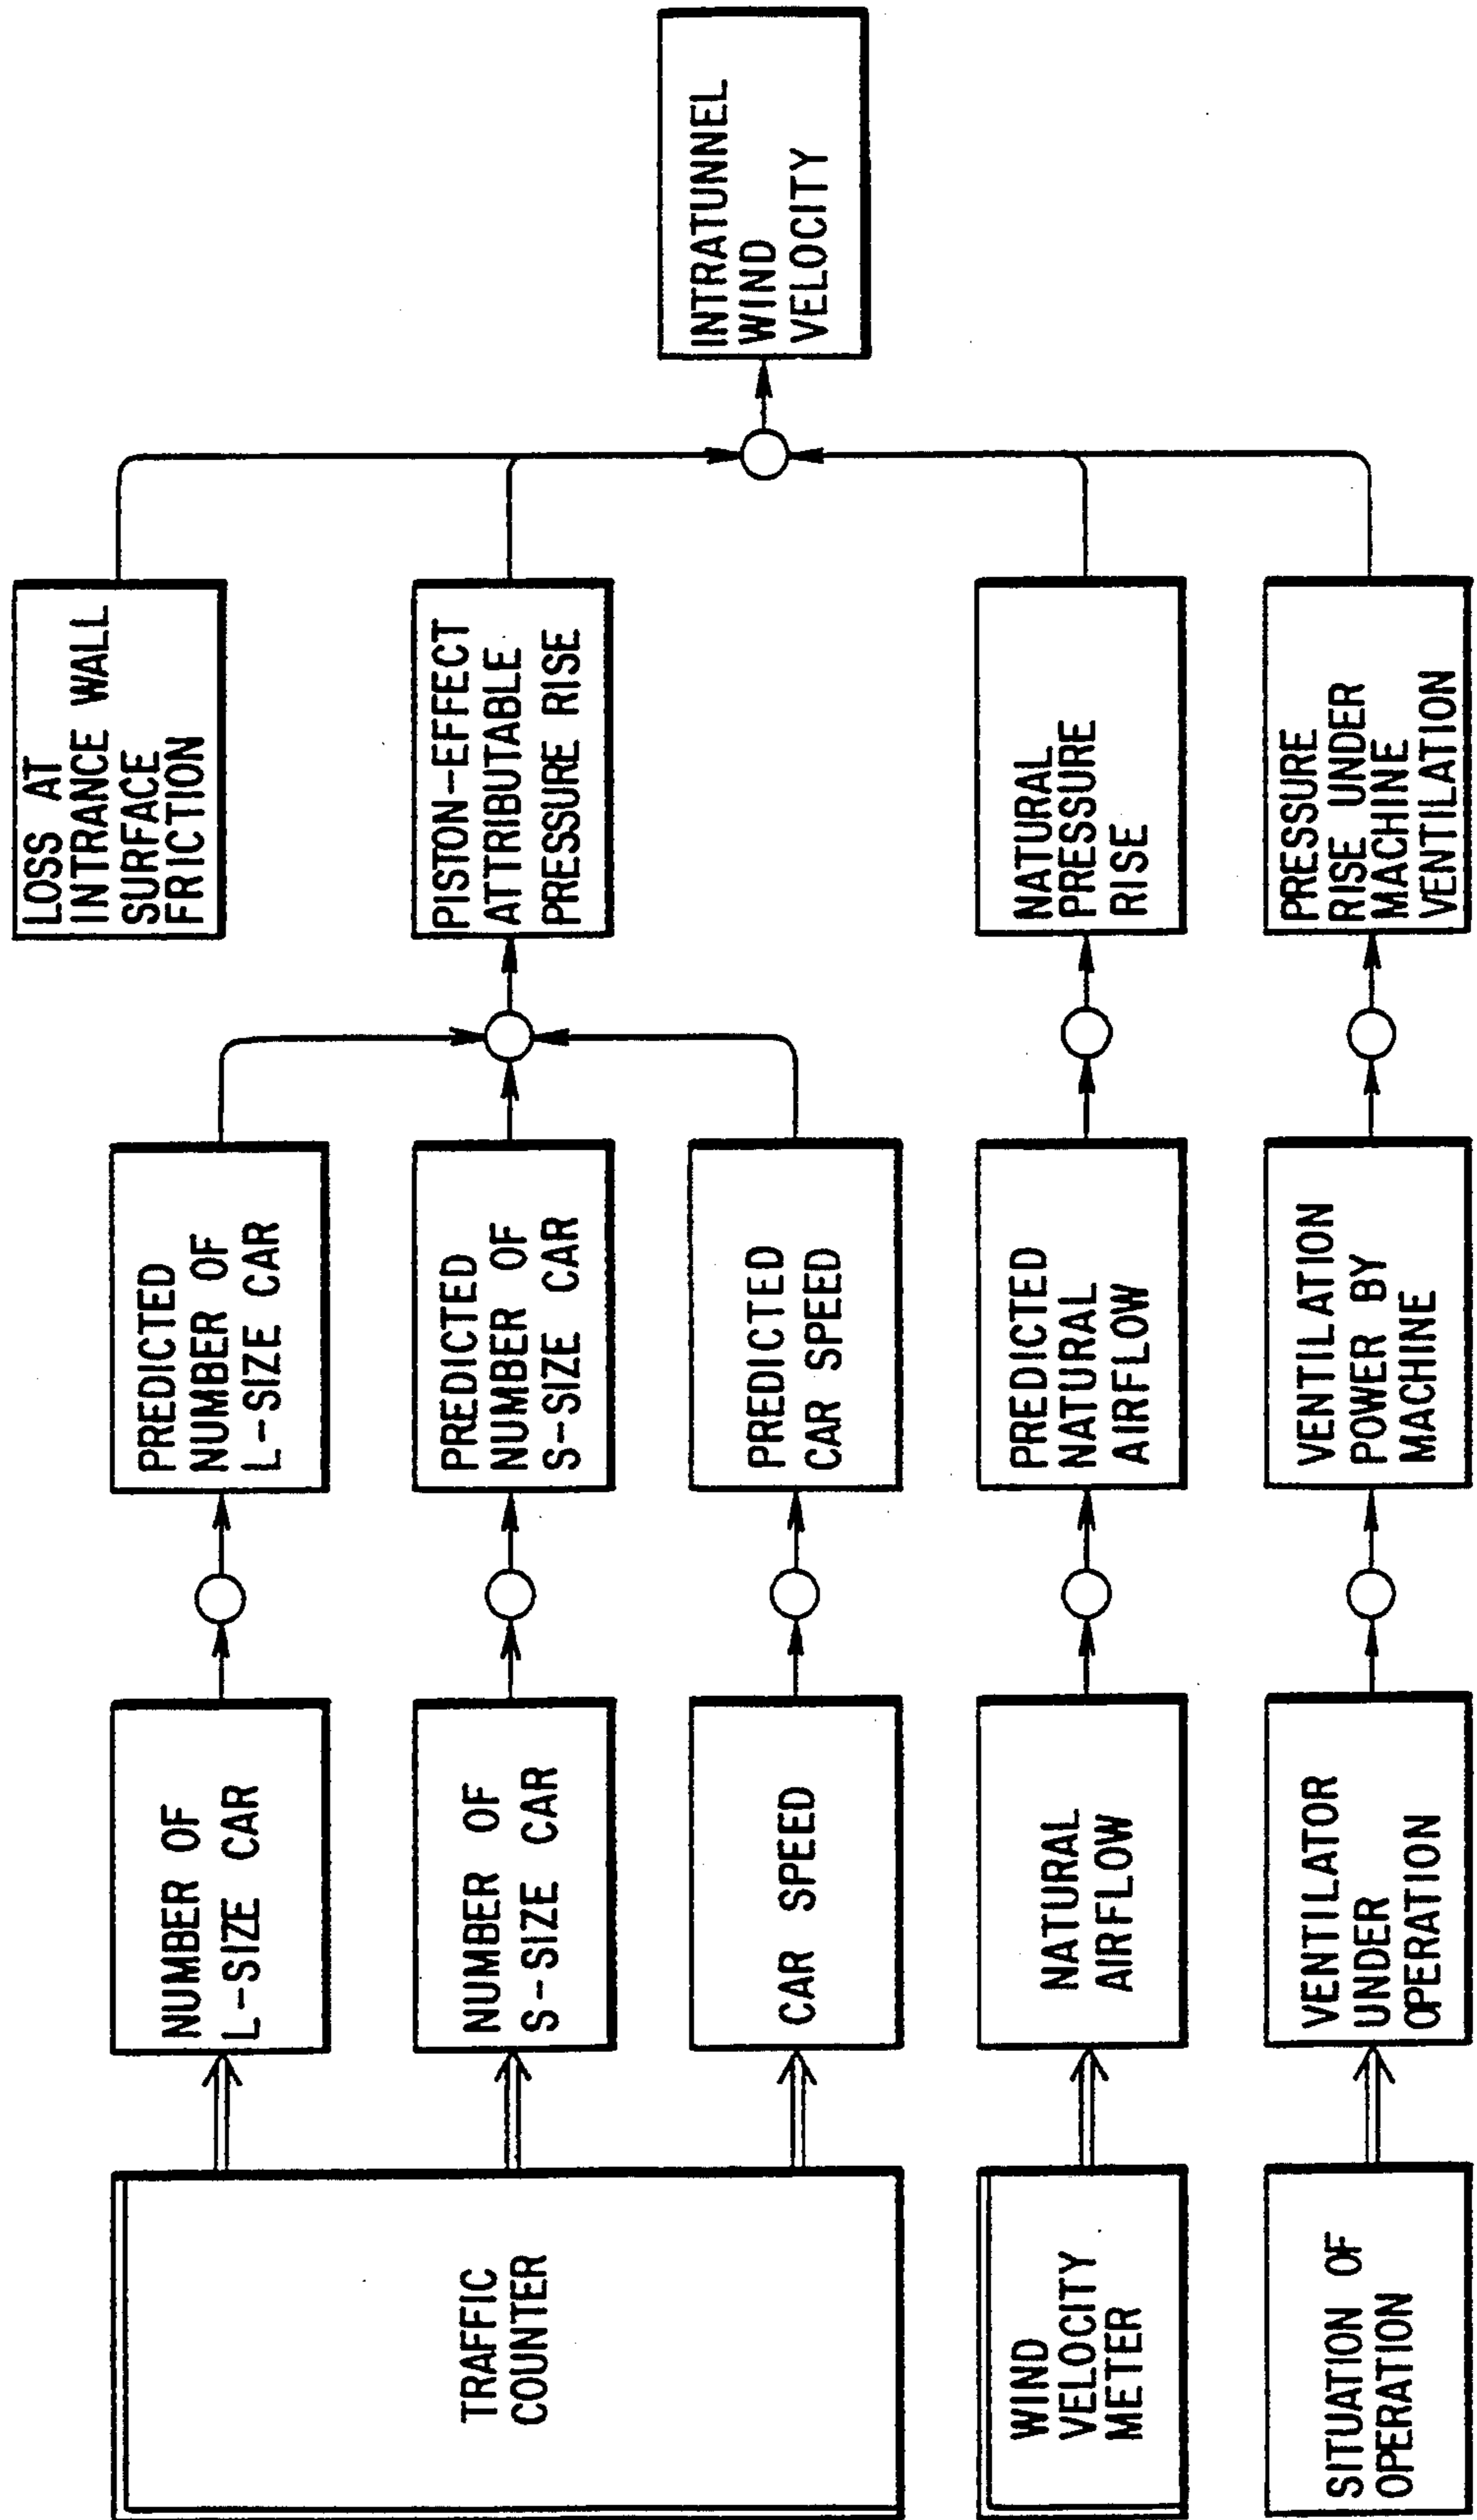 TRAFFIC
COUNTER
WIND
VELOCITY
METER
SITUATION OF
OPERATION
NUMBER OF
L-SIZE CAR
NUMBER OF
S-SIZE CAR
CAR SPEED
NATURAL
AIRFLOW
VENTILATOR
UNDER
OPERATION
PREDICTED
NUMBER OF
L-SIZE CAR
PREDICTED
NUMBER OF
S-SIZE CAR
PREDICTED
CAR SPEED
PREDICTED
NATURAL
AIRFLOW
VENTILATION
POWER BY
MACHINE
LOSS AT
INTRANCE WALL
SURFACE
FRICTION
PISTON-EFFECT
ATTRIBUTABLE
PRESSURE RISE
NATURAL
PRESSURE
RISE
PRESSURE
RISE UNDER
MACHINE
VENTILATION
INTRATUNNEL
WIND
VELOCITY